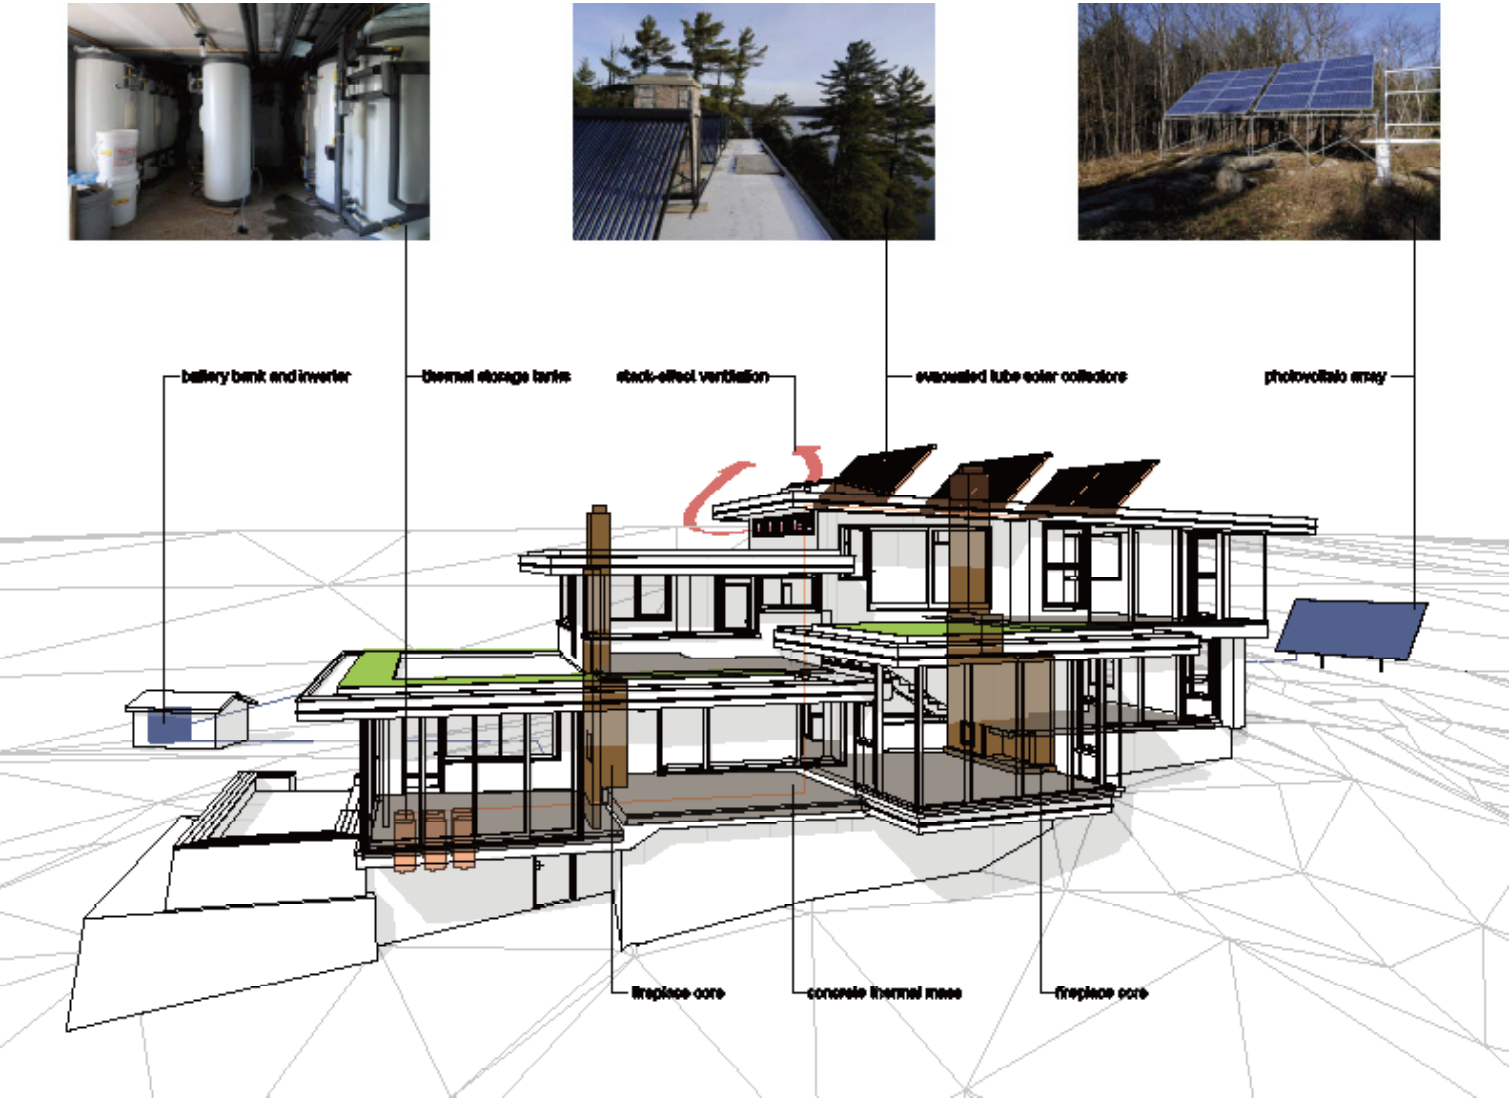 battery bank and inverter
thermal storage tanks
stack-effect ventilation
evacuated tube solar collectors
photovoltaic array
fireplace core
concrete thermal mass
fireplace core